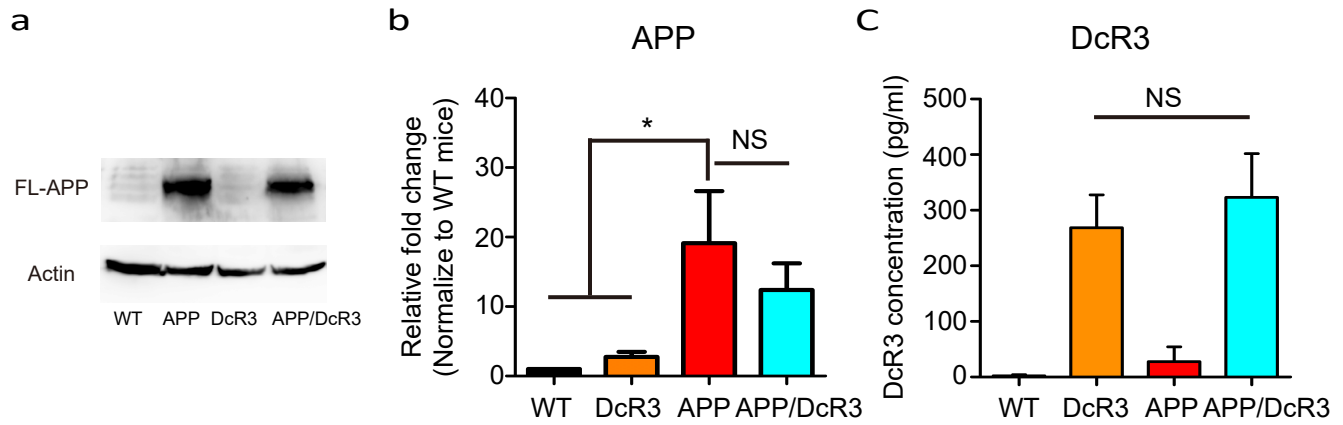 a
FL-APP
Actin
WT APP DcR3 APP/DcR3
b
APP
Relative fold change
(Normalize to WT mice)
40
30
20
10
0
*
NS
WT DcR3 APP APP/DcR3
C
DcR3
DcR3 concentration (pg/ml)
500
400
300
200
100
0
NS
WT DcR3 APP APP/DcR3